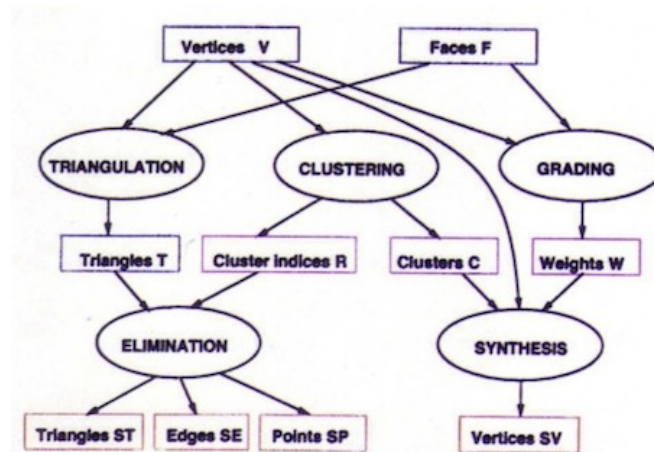 Vertices V
Faces F
TRIANGULATION
CLUSTERING
GRADING
Triangles T
Cluster indices R
Clusters C
Weights W
ELIMINATION
SYNTHESIS
Triangles ST
Edges SE
Points SP
Vertices SV